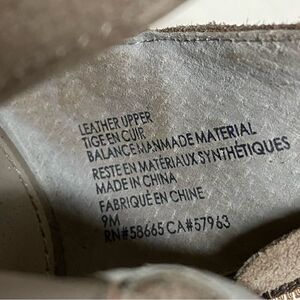 LEATHER UPPER
TIGE EN CUIR
BALANCE MANMADE MATERIAL
RESTE EN MATÉRIAUX SYNTHÉTIQUES
MADE IN CHINA
FABRIQUÉ EN CHINE
9M
RN#58665 CA#57963